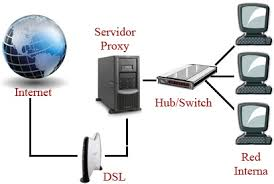 Servidor
Proxy
Internet
Hub/Switch
Red
Interna
DSL